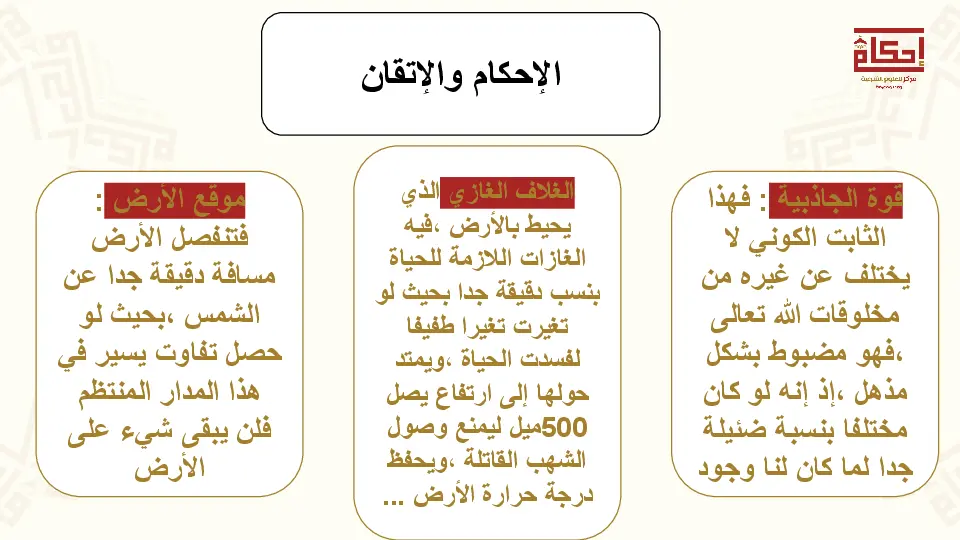 إحكام
مركز للعلوم الشرعية
الإحكام والإتقان
قوة الجاذبية : فهذا
الثابت الكوني لا
يختلف عن غيره من
مخلوقات الله تعالى
،فهو مضبوط بشكل
مذهل ،إذ إنه لو كان
مختلفا بنسبة ضئيلة
جدا لما كان لنا وجود
الغلاف الغازي الذي
يحيط بالأرض ،فيه
الغازات اللازمة للحياة
بنسب دقيقة جدا بحيث لو
تغيرت تغيرا طفيفا
لفسدت الحياة ،ويمتد
حولها إلى ارتفاع يصل
500ميل ليمنع وصول
الشهب القاتلة ،ويحفظ
درجة حرارة الأرض ...
موقع الأرض :
فتنفصل الأرض
مسافة دقيقة جدا عن
الشمس ،بحيث لو
حصل تفاوت يسير في
هذا المدار المنتظم
فلن يبقى شيء على
الأرض